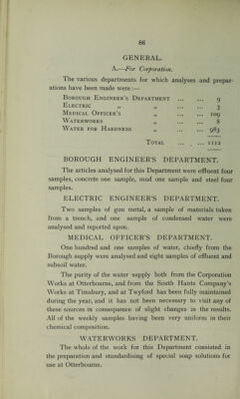 86
GENERAL.
A.—For Corporation.
The various departments for which analyses and prepar-
ations have been made were :—
Borough Engineer's Department ... ... 9
Electric „ „ ... ... 3
Medical Officer's „ ... ... 109
Waterworks „ ... ... 8
Water for Hardness „ ... ... 983
Total ... ... 1112
BOROUGH ENGINEER'S DEPARTMENT.
The articles analysed for this Department were effluent four
samples, concrete one sample, mud one sample and steel four
samples.
ELECTRIC ENGINEER'S DEPARTMENT.
Two samples of gun metal, a sample of materials taken
from a trench, and one sample of condensed water were
analysed and reported upon.
MEDICAL OFFICER'S DEPARTMENT.
One hundred and one samples of water, chiefly from the
Borough supply were analysed and eight samples of effluent and
subsoil water.
The purity of the water supply both from the Corporation
Works at Otterbourne, and from the South Hants Company's
Works at Timsbury, and at Twyford has been fully maintained
during the year, and it has not been necessary to visit any of
these sources in consequence of slight changes in the results.
All of the weekly samples having been very uniform in their
chemical composition.
WATERWORKS DEPARTMENT.
The whole of the work for this Department consisted in
the preparation and standardising of special soap solutions for
use at Otterbourne.